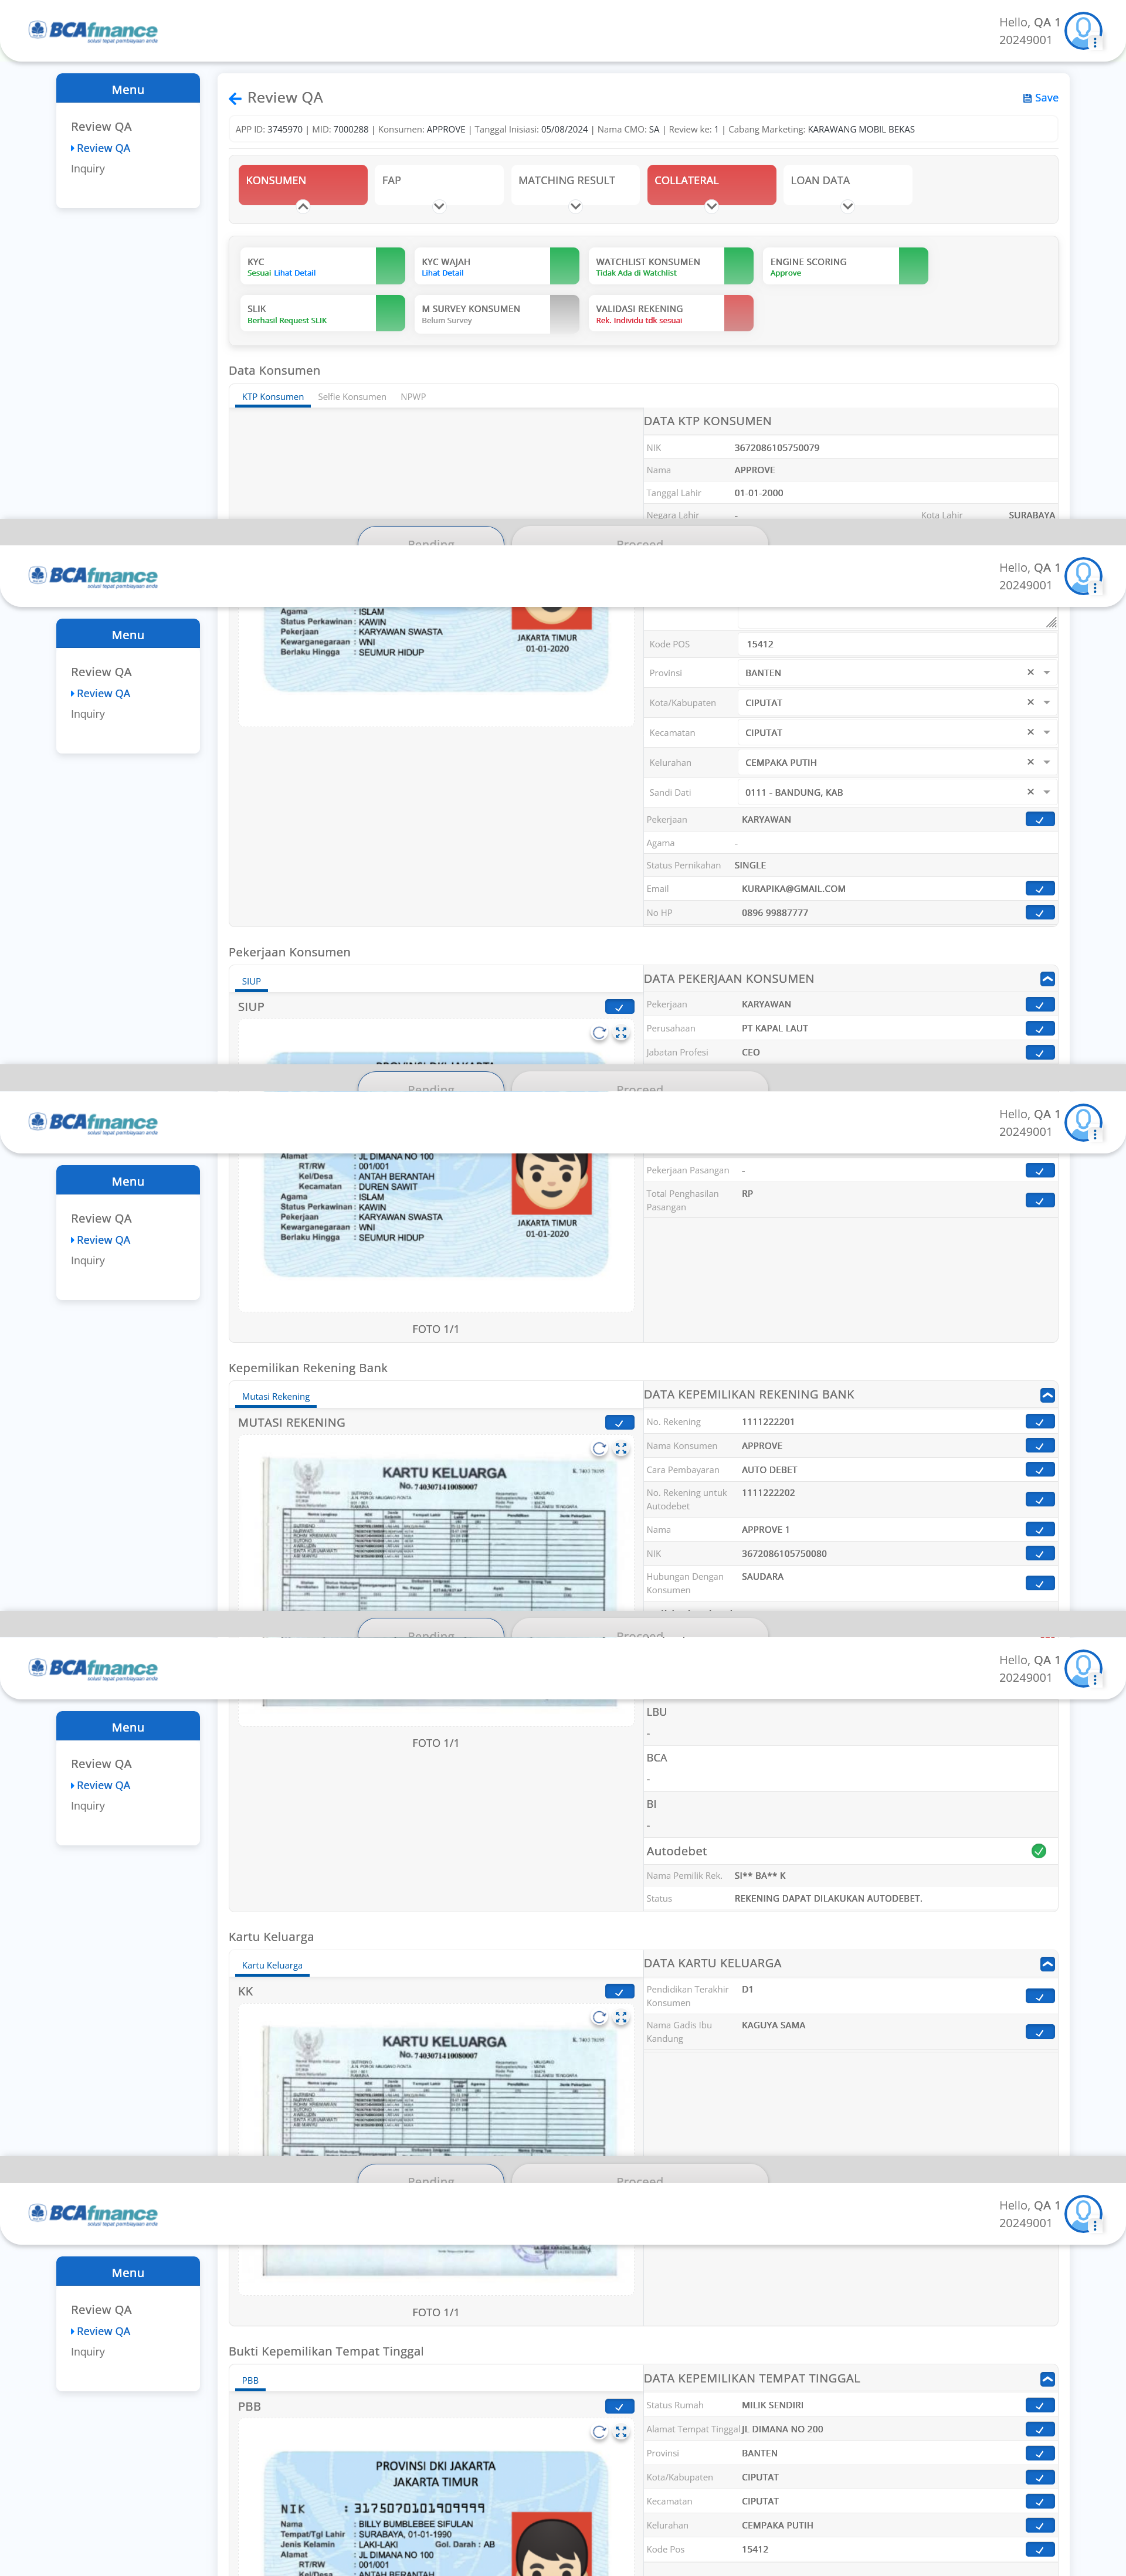 BCA finance
solusi tepat pembiayaan anda
Hello, QA 1
20249001
Menu
Review QA
Review QA
Inquiry
Review QA
Save
APP ID: 3745970 | MID: 7000288 | Konsumen: APPROVE | Tanggal Inisiasi: 05/08/2024 | Nama CMO: SA | Review ke: 1 | Cabang Marketing: KARAWANG MOBIL BEKAS
KONSUMEN
FAP
MATCHING RESULT
COLLATERAL
LOAN DATA
KYC
Sesuai Lihat Detail
KYC WAJAH
Lihat Detail
WATCHLIST KONSUMEN
Tidak Ada di Watchlist
ENGINE SCORING
Approve
SLIK
Berhasil Request SLIK
M SURVEY KONSUMEN
Belum Survey
VALIDASI REKENING
Rek. Individu tdk sesuai
Data Konsumen
KTP Konsumen
Selfie Konsumen
NPWP
DATA KTP KONSUMEN
NIK 3672086105750079
Nama APPROVE
Tanggal Lahir 01-01-2000
Negara Lahir - Kota Lahir SURABAYA
Pending
Proceed
BCA finance
solusi tepat pembiayaan anda
Hello, QA 1
20249001
Menu
Review QA
Review QA
Inquiry
Agama : ISLAM
Status Perkawinan : KAWIN
Pekerjaan : KARYAWAN SWASTA
Kewarganegaraan : WNI
Berlaku Hingga : SEUMUR HIDUP
JAKARTA TIMUR
01-01-2020
Kode POS 15412
Provinsi BANTEN
Kota/Kabupaten CIPUTAT
Kecamatan CIPUTAT
Kelurahan CEMPAKA PUTIH
Sandi Dati 0111 - BANDUNG, KAB
Pekerjaan KARYAWAN
Agama -
Status Pernikahan SINGLE
Email KURAPIKA@GMAIL.COM
No HP 0896 99887777
Pekerjaan Konsumen
SIUP
SIUP
DATA PEKERJAAN KONSUMEN
Pekerjaan KARYAWAN
Perusahaan PT KAPAL LAUT
Jabatan Profesi CEO
PROVINSI DKI JAKARTA
Pending
Proceed
BCA finance
solusi tepat pembiayaan anda
Hello, QA 1
20249001
Menu
Review QA
Review QA
Inquiry
Alamat : JL DIMANA NO 100
RT/RW : 001/001
Kel/Desa : ANTAH BERANTAH
Kecamatan : DUREN SAWIT
Agama : ISLAM
Status Perkawinan : KAWIN
Pekerjaan : KARYAWAN SWASTA
Kewarganegaraan : WNI
Berlaku Hingga : SEUMUR HIDUP
JAKARTA TIMUR
01-01-2020
FOTO 1/1
Pekerjaan Pasangan -
Total Penghasilan Pasangan RP
Kepemilikan Rekening Bank
Mutasi Rekening
MUTASI REKENING
KARTU KELUARGA
No. 7403071410080007
DATA KEPEMILIKAN REKENING BANK
No. Rekening 1111222201
Nama Konsumen APPROVE
Cara Pembayaran AUTO DEBET
No. Rekening untuk Autodebet 1111222202
Nama APPROVE 1
NIK 3672086105750080
Hubungan Dengan Konsumen SAUDARA
Pending
Proceed
BCA finance
solusi tepat pembiayaan anda
Hello, QA 1
20249001
Menu
Review QA
Review QA
Inquiry
FOTO 1/1
LBU
-
BCA
-
BI
-
Autodebet
Nama Pemilik Rek. SI** BA** K
Status REKENING DAPAT DILAKUKAN AUTODEBET.
Kartu Keluarga
Kartu Keluarga
KK
KARTU KELUARGA
No. 7403071410080007
DATA KARTU KELUARGA
Pendidikan Terakhir Konsumen D1
Nama Gadis Ibu Kandung KAGUYA SAMA
Pending
Proceed
BCA finance
solusi tepat pembiayaan anda
Hello, QA 1
20249001
Menu
Review QA
Review QA
Inquiry
FOTO 1/1
Bukti Kepemilikan Tempat Tinggal
PBB
PBB
PROVINSI DKI JAKARTA
JAKARTA TIMUR
NIK : 3175070101909999
Nama : BILLY BUMBLEBEE SIFULAN
Tempat/Tgl Lahir : SURABAYA, 01-01-1990
Jenis Kelamin : LAKI-LAKI Gol. Darah : AB
Alamat : JL DIMANA NO 100
RT/RW : 001/001
Kel/Desa : ANTAH BERANTAH
DATA KEPEMILIKAN TEMPAT TINGGAL
Status Rumah MILIK SENDIRI
Alamat Tempat Tinggal JL DIMANA NO 200
Provinsi BANTEN
Kota/Kabupaten CIPUTAT
Kecamatan CIPUTAT
Kelurahan CEMPAKA PUTIH
Kode Pos 15412